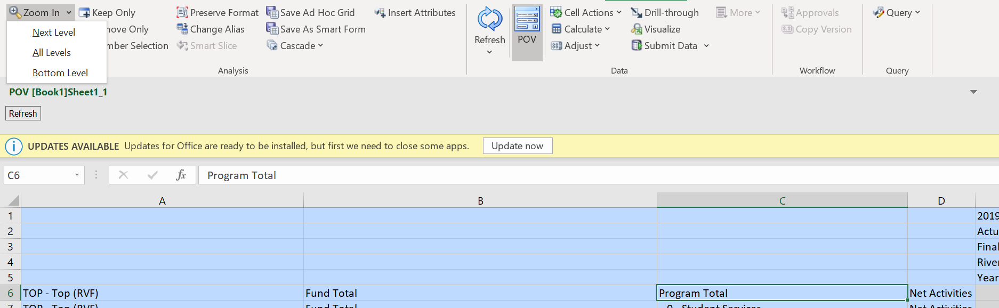 Zoom In
Keep Only
Preserve Format
Save Ad Hoc Grid
Insert Attributes
Cell Actions
Drill-through
More
Approvals
Query
Next Level
move Only
Change Alias
Save As Smart Form
Refresh
POV
Calculate
Visualize
Copy Version
All Levels
mber Selection
Smart Slice
Cascade
Adjust
Submit Data
Bottom Level
Analysis
Data
Workflow
Query
POV [Book1]Sheet1_1
Refresh
UPDATES AVAILABLE Updates for Office are ready to be installed, but first we need to close some apps. Update now
C6 fx Program Total
A B C D
1 2019
2 Actu
3 Final
4 River
5 Year
6 TOP - Top (RVF) Fund Total Program Total Net Activities
7 TOP - Top (RVF) Fund Total 0 - Student Services Net Activities